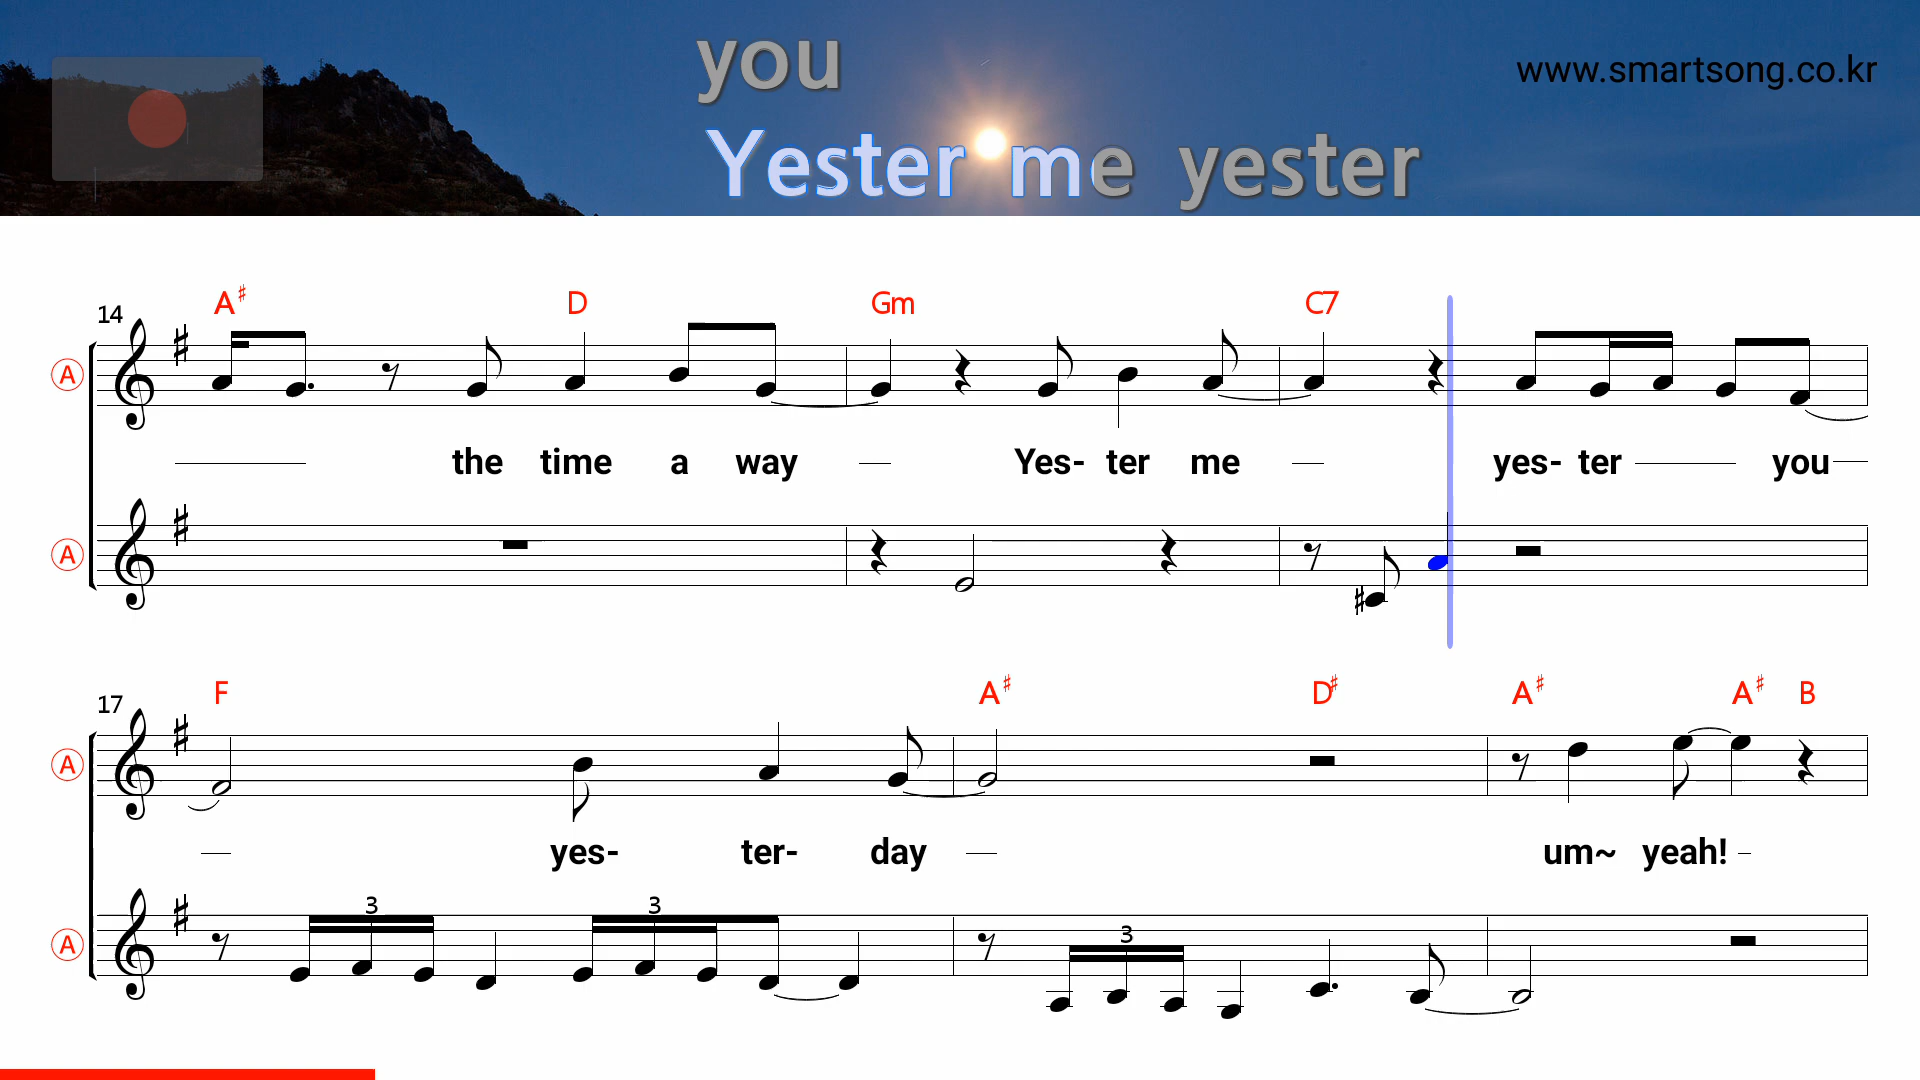 you
www.smartsong.co.kr
Yester me yester
A♯ D Gm C7
14
A
the time a way Yes- ter me yes- ter you
A
F A♯ D♯ A♯ A♯ B
17
A
yes- ter- day um~ yeah!
3 3 3
A